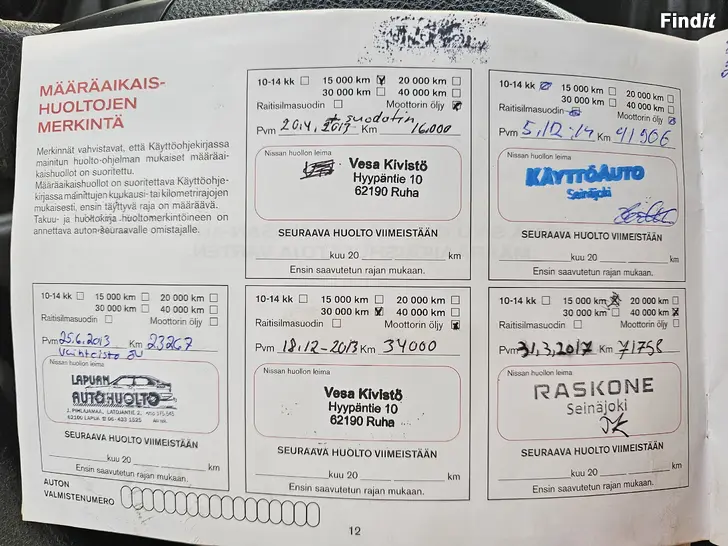 Findit
MÄÄRÄAIKAIS-
HUOLTOJEN
MERKINTÄ
Merkinnät vahvistavat, että Käyttöohjekirjassa
mainitun huolto-ohjelman mukaiset määräai-
kaishuollot on suoritettu.
Määräaikaishuollot on suoritettava Käyttöohje-
kirjassa mainittujen kuukausi- tai kilometrirajojen
mukaisesti, ensin täyttyvä raja on määräävä.
Takuu- ja huoltokirja huoltomerkintöineen on
annettava auton seuraavalle omistajalle.
10-14 kk 15 000 km 20 000 km
30 000 km 40 000 km
Raitisilmasuodin Moottorin öljy
+ suodatin
Pvm 20.4.2013 Km 16.000
Nissan huollon leima
Vesa Kivistö
Hyypäntie 10
62190 Ruha
SEURAAVA HUOLTO VIIMEISTÄÄN
kuu 20 km
Ensin saavutetun rajan mukaan.
10-14 kk 15 000 km 20 000 km
30 000 km 40 000 km
Raitisilmasuodin Moottorin öljy
Pvm 5.12.14 Km 41906
Nissan huollon leima
KÄYTTÖAUTO
Seinäjoki
SEURAAVA HUOLTO VIIMEISTÄÄN
kuu 20 km
Ensin saavutetun rajan mukaan.
10-14 kk 15 000 km 20 000 km
30 000 km 40 000 km
Raitisilmasuodin Moottorin öljy
Pvm 25.6.2013 Km 23267
Vaihteisto öv
Nissan huollon leima
LAPUAN
AUTOHUOLTO
J. PIHLAJAMAA, LATOJANTIE 2,
62100 LAPUA
SEURAAVA HUOLTO VIIMEISTÄÄN
kuu 20 km
Ensin saavutetun rajan mukaan.
10-14 kk 15 000 km 20 000 km
30 000 km 40 000 km
Raitisilmasuodin Moottorin öljy
Pvm 18.12-2013 Km 34000
Nissan huollon leima
Vesa Kivistö
Hyypäntie 10
62190 Ruha
SEURAAVA HUOLTO VIIMEISTÄÄN
kuu 20 km
Ensin saavutetun rajan mukaan.
10-14 kk 15 000 km 20 000 km
30 000 km 40 000 km
Raitisilmasuodin Moottorin öljy
Pvm 31.3.2017 Km 71758
Nissan huollon leima
RASKONE
Seinäjoki
SEURAAVA HUOLTO VIIMEISTÄÄN
kuu 20 km
Ensin saavutetun rajan mukaan.
AUTON
VALMISTENUMERO
12